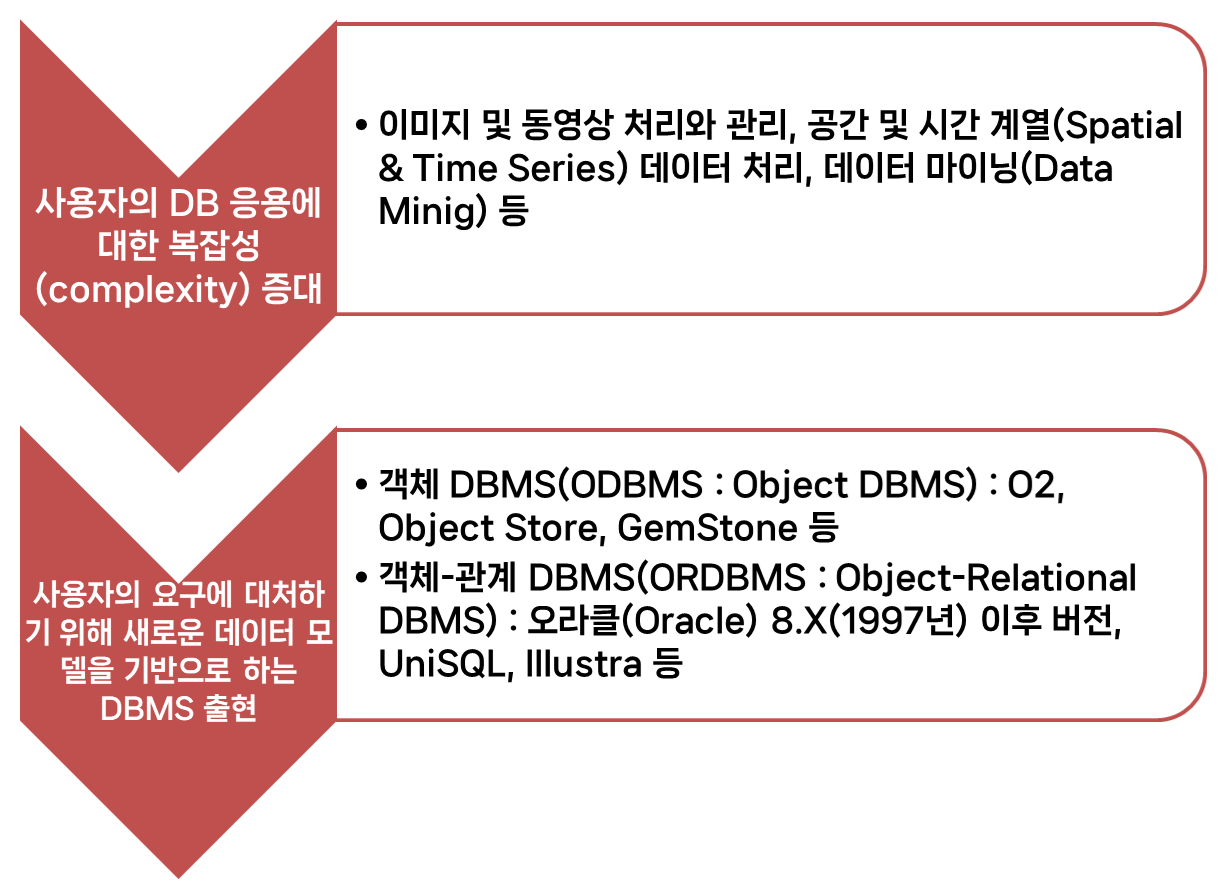 사용자의 DB 응용에
대한 복잡성
(complexity) 증대
• 이미지 및 동영상 처리와 관리, 공간 및 시간 계열(Spatial
& Time Series) 데이터 처리, 데이터 마이닝(Data
Minig) 등
사용자의 요구에 대처하
기 위해 새로운 데이터 모
델을 기반으로 하는
DBMS 출현
• 객체 DBMS(ODBMS : Object DBMS) : O2,
Object Store, GemStone 등
• 객체-관계 DBMS(ORDBMS : Object-Relational
DBMS) : 오라클(Oracle) 8.X(1997년) 이후 버전,
UniSQL, Illustra 등